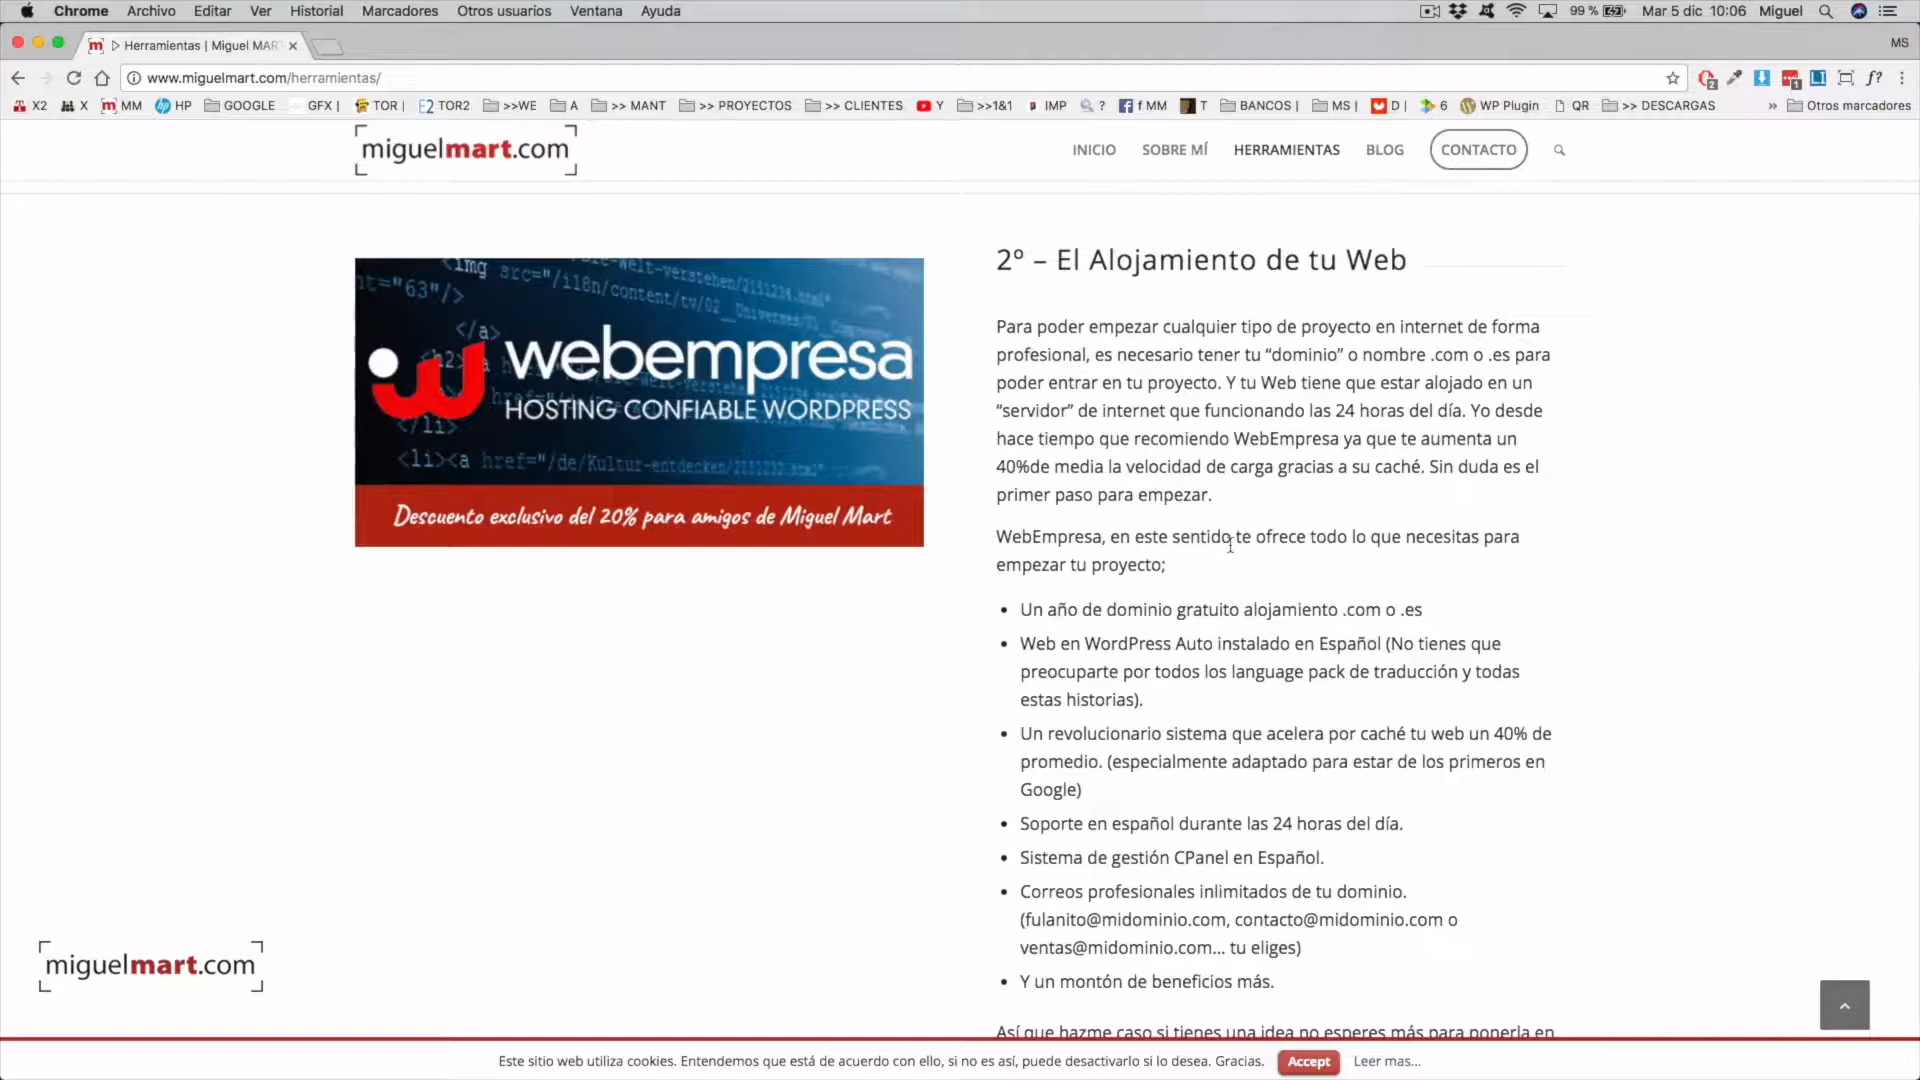 Chrome Archivo Editar Ver Historial Marcadores Otros usuarios Ventana Ayuda 99 % Mar 5 dic 10:06 Miguel
Herramientas | Miguel MAR MS
www.miguelmart.com/herramientas/ f?
X2 X MM HP GOOGLE GFX | TOR | TOR2 >>WE A >> MANT >> PROYECTOS >> CLIENTES Y >>1&1 IMP ? f MM T BANCOS | MS | D | 6 WP Plugin QR >> DESCARGAS » Otros marcadores
miguelmart.com INICIO SOBRE MÍ HERRAMIENTAS BLOG CONTACTO
webempresa
HOSTING CONFIABLE WORDPRESS
Descuento exclusivo del 20% para amigos de Miguel Mart
2º – El Alojamiento de tu Web
Para poder empezar cualquier tipo de proyecto en internet de forma
profesional, es necesario tener tu “dominio” o nombre .com o .es para
poder entrar en tu proyecto. Y tu Web tiene que estar alojado en un
“servidor” de internet que funcionando las 24 horas del día. Yo desde
hace tiempo que recomiendo WebEmpresa ya que te aumenta un
40%de media la velocidad de carga gracias a su caché. Sin duda es el
primer paso para empezar.
WebEmpresa, en este sentido te ofrece todo lo que necesitas para
empezar tu proyecto;
• Un año de dominio gratuito alojamiento .com o .es
• Web en WordPress Auto instalado en Español (No tienes que
preocuparte por todos los language pack de traducción y todas
estas historias).
• Un revolucionario sistema que acelera por caché tu web un 40% de
promedio. (especialmente adaptado para estar de los primeros en
Google)
• Soporte en español durante las 24 horas del día.
• Sistema de gestión CPanel en Español.
• Correos profesionales inlimitados de tu dominio.
(fulanito@midominio.com, contacto@midominio.com o
ventas@midominio.com... tu eliges)
• Y un montón de beneficios más.
Así que hazme caso si tienes una idea no esperes más para ponerla en
miguelmart.com
Este sitio web utiliza cookies. Entendemos que está de acuerdo con ello, si no es así, puede desactivarlo si lo desea. Gracias. Accept Leer mas...